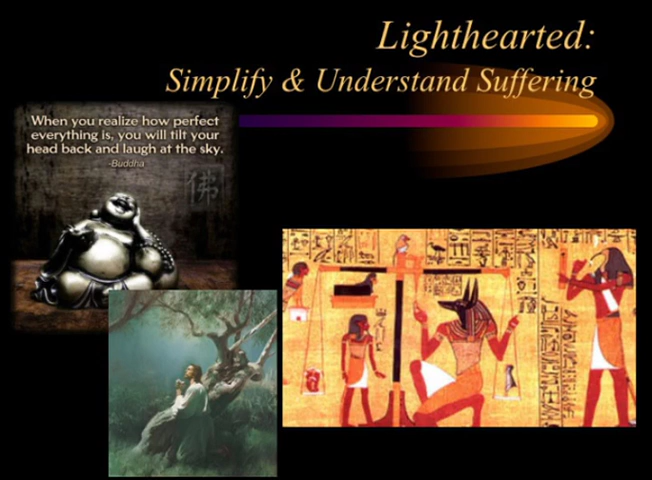 Lighthearted:
Simplify & Understand Suffering
When you realize how perfect
everything is, you will tilt your
head back and laugh at the sky.
-Buddha
佛